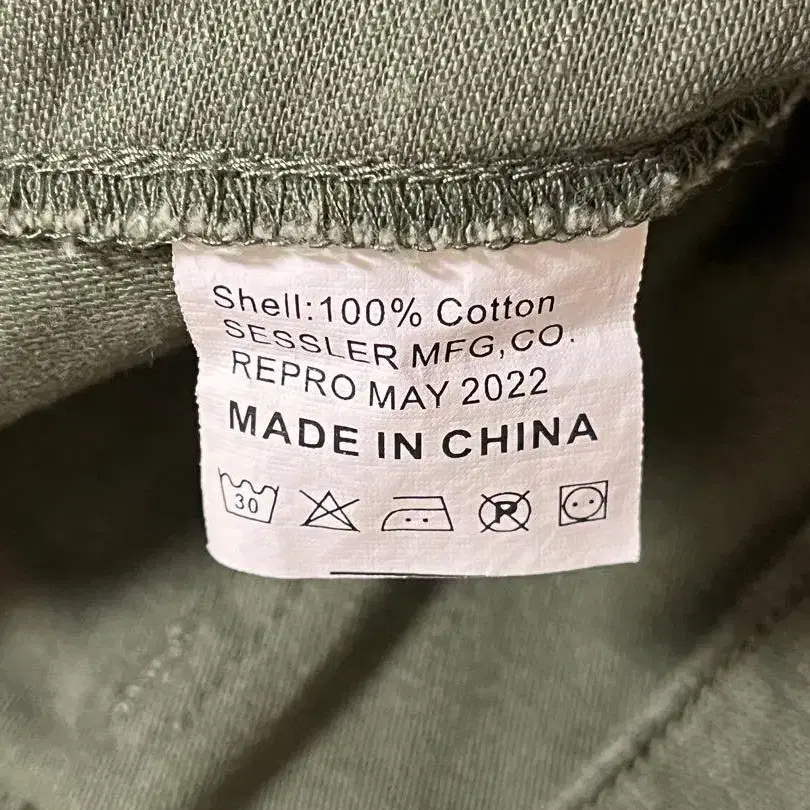 Shell:100% Cotton
SESSLER MFG,CO.
REPRO MAY 2022
MADE IN CHINA
30
P